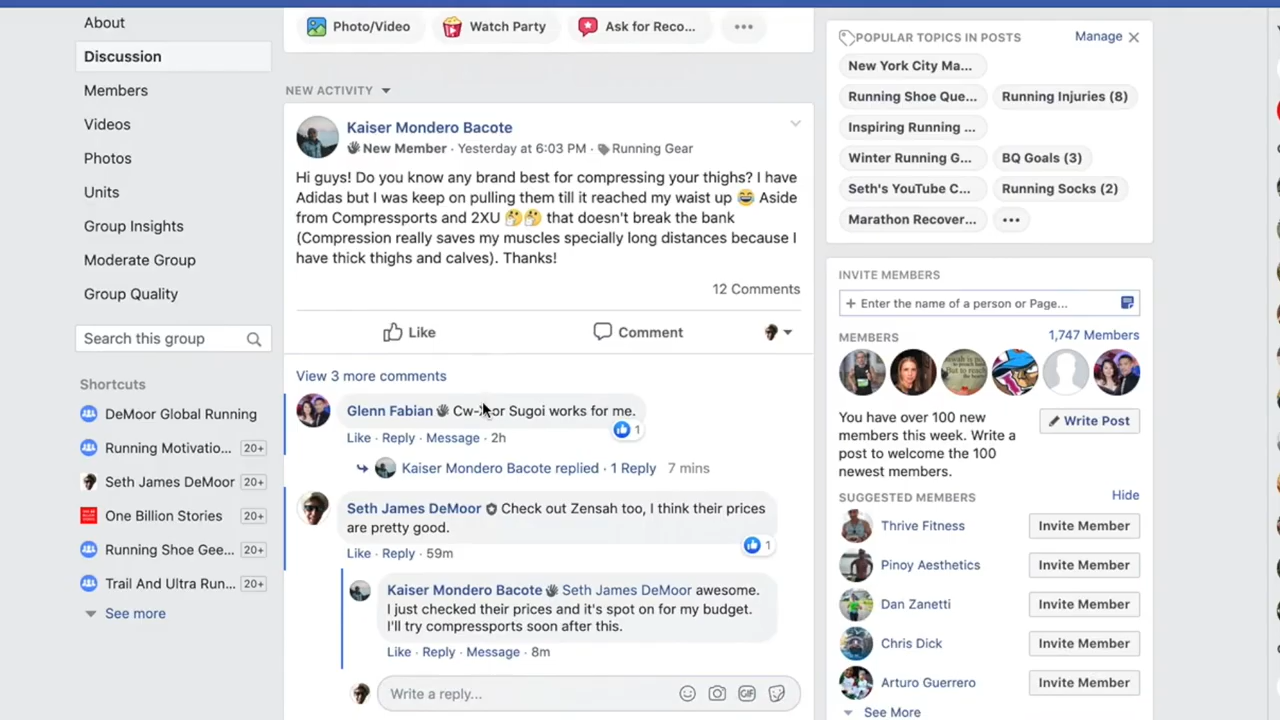 About
Discussion
Members
Videos
Photos
Units
Group Insights
Moderate Group
Group Quality
Search this group
Shortcuts
DeMoor Global Running
Running Motivatio... 20+
Seth James DeMoor 20+
One Billion Stories 20+
Running Shoe Gee... 20+
Trail And Ultra Run... 20+
See more
Photo/Video
Watch Party
Ask for Reco...
NEW ACTIVITY
Kaiser Mondero Bacote
New Member · Yesterday at 6:03 PM · Running Gear
Hi guys! Do you know any brand best for compressing your thighs? I have
Adidas but I was keep on pulling them till it reached my waist up 😂 Aside
from Compressports and 2XU 🤔🤔 that doesn't break the bank
(Compression really saves my muscles specially long distances because I
have thick thighs and calves). Thanks!
12 Comments
Like
Comment
View 3 more comments
Glenn Fabian Cw-X or Sugoi works for me.
1
Like · Reply · Message · 2h
Kaiser Mondero Bacote replied · 1 Reply 7 mins
Seth James DeMoor Check out Zensah too, I think their prices
are pretty good.
1
Like · Reply · 59m
Kaiser Mondero Bacote Seth James DeMoor awesome.
I just checked their prices and it's spot on for my budget.
I'll try compressports soon after this.
Like · Reply · Message · 8m
Write a reply...
GIF
POPULAR TOPICS IN POSTS
Manage
New York City Ma...
Running Shoe Que...
Running Injuries (8)
Inspiring Running ...
Winter Running G...
BQ Goals (3)
Seth's YouTube C...
Running Socks (2)
Marathon Recover...
INVITE MEMBERS
+ Enter the name of a person or Page...
MEMBERS
1,747 Members
You have over 100 new
members this week. Write a
post to welcome the 100
newest members.
Write Post
SUGGESTED MEMBERS
Hide
Thrive Fitness
Invite Member
Pinoy Aesthetics
Invite Member
Dan Zanetti
Invite Member
Chris Dick
Invite Member
Arturo Guerrero
Invite Member
See More